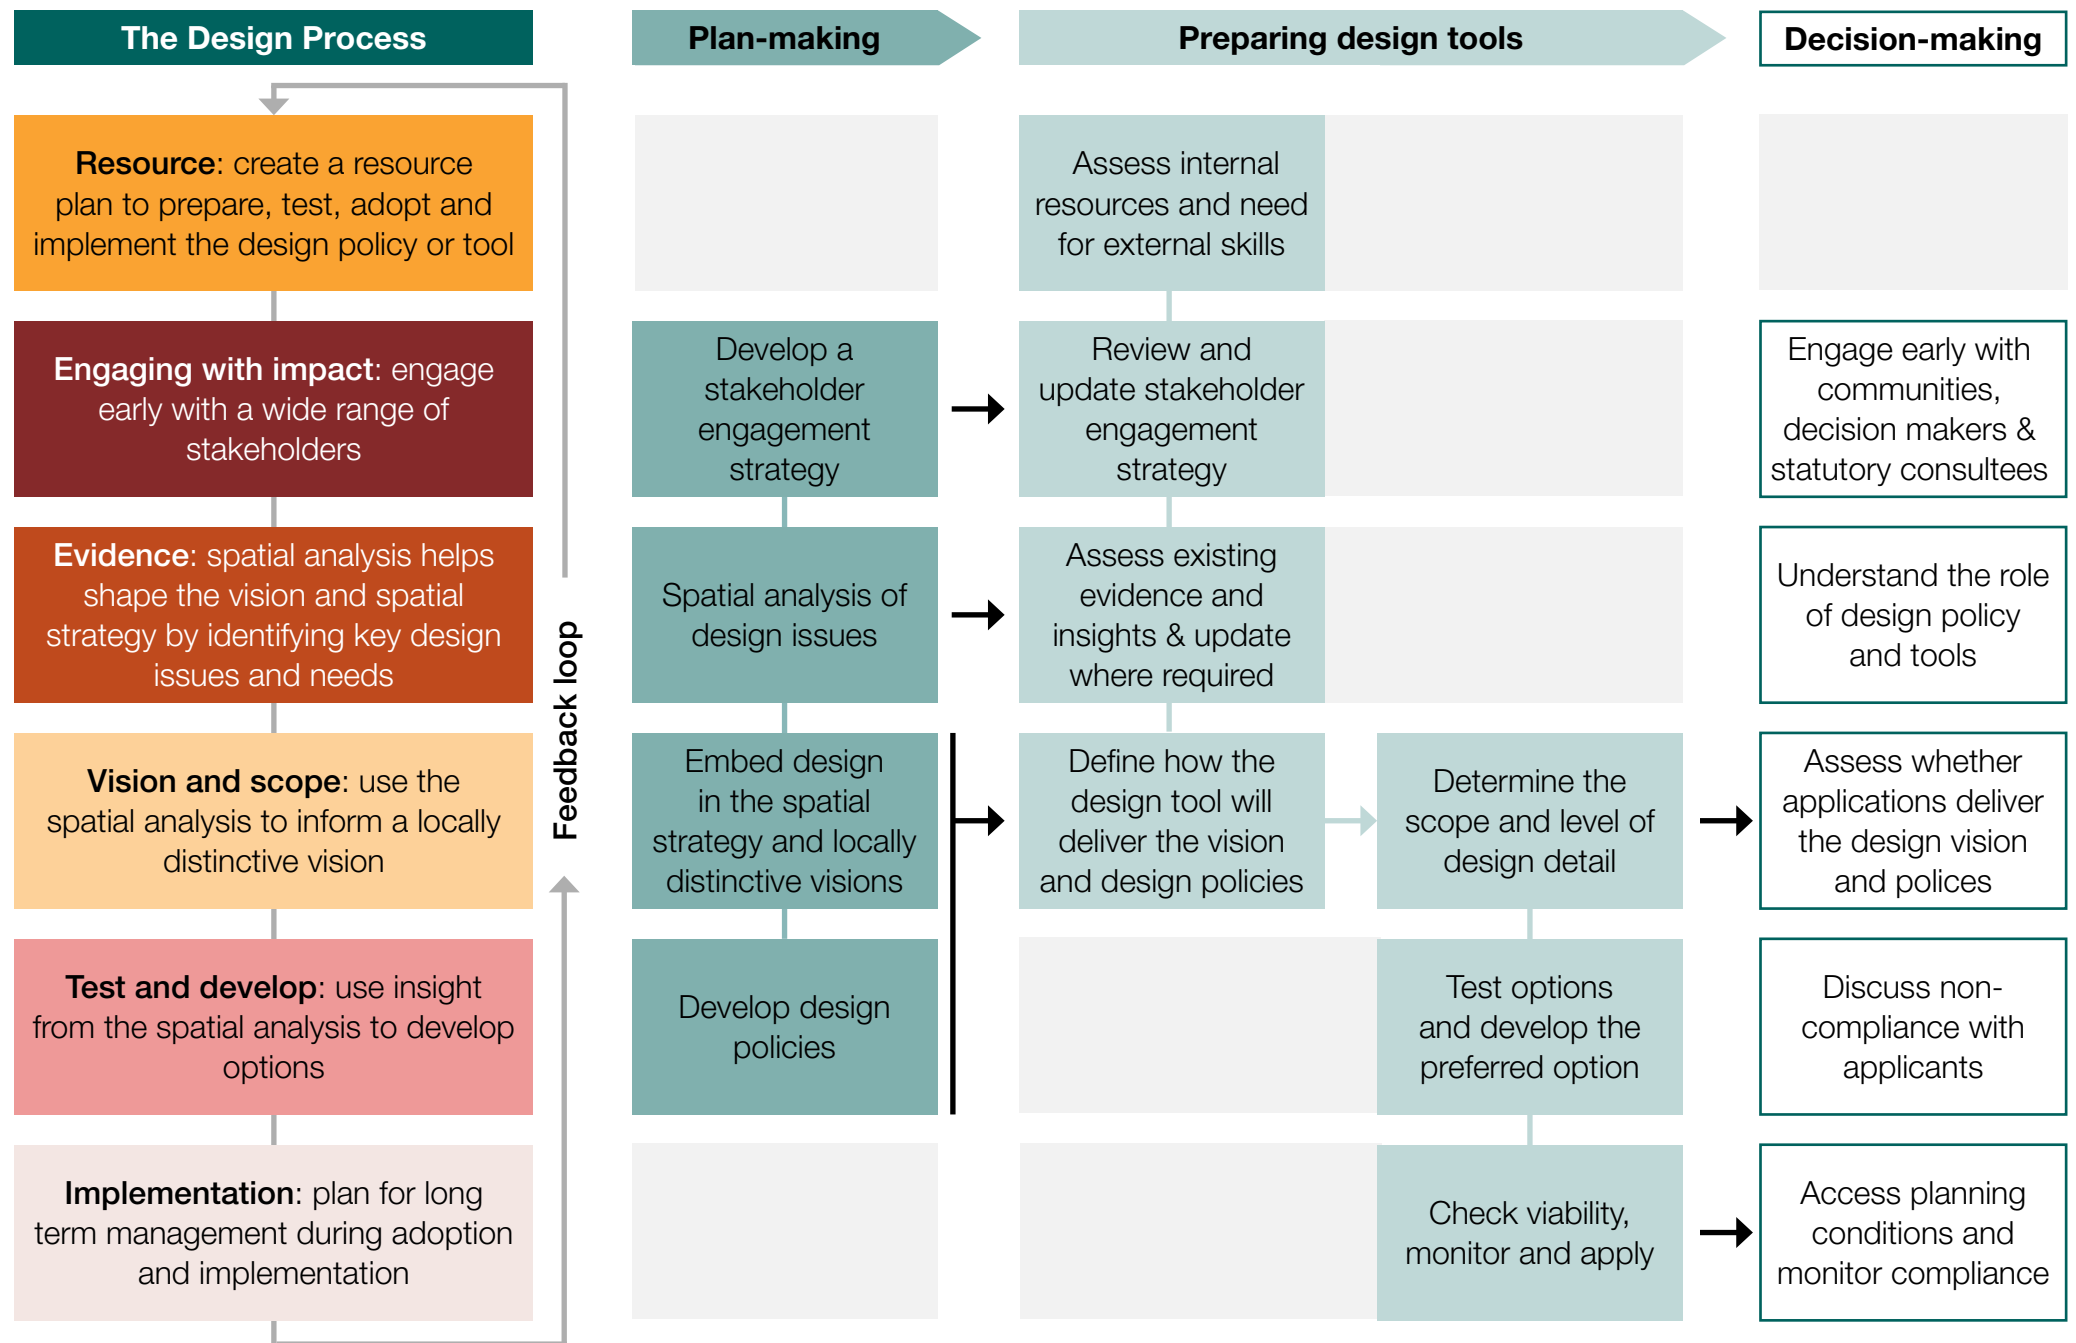 The Design Process
Plan-making
Preparing design tools
Decision-making
Resource: create a resource
plan to prepare, test, adopt and
implement the design policy or tool
Assess internal
resources and need
for external skills
Engaging with impact: engage
early with a wide range of
stakeholders
Develop a
stakeholder
engagement
strategy
Review and
update stakeholder
engagement
strategy
Engage early with
communities,
decision makers &
statutory consultees
Evidence: spatial analysis helps
shape the vision and spatial
strategy by identifying key design
issues and needs
Spatial analysis of
design issues
Assess existing
evidence and
insights & update
where required
Understand the role
of design policy
and tools
Feedback loop
Vision and scope: use the
spatial analysis to inform a locally
distinctive vision
Embed design
in the spatial
strategy and locally
distinctive visions
Define how the
design tool will
deliver the vision
and design policies
Determine the
scope and level of
design detail
Assess whether
applications deliver
the design vision
and polices
Test and develop: use insight
from the spatial analysis to develop
options
Develop design
policies
Test options
and develop the
preferred option
Discuss non-
compliance with
applicants
Implementation: plan for long
term management during adoption
and implementation
Check viability,
monitor and apply
Access planning
conditions and
monitor compliance